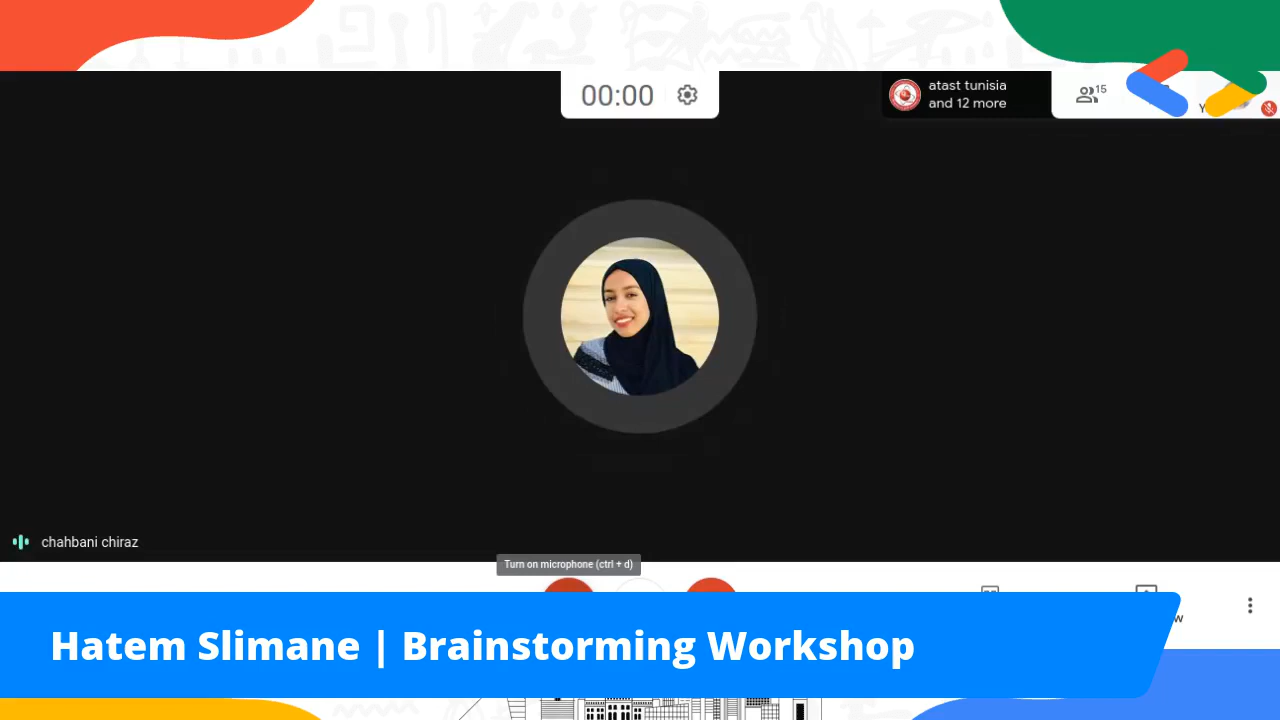 00:00
atast tunisia
and 12 more
15
Y
chahbani chiraz
Turn on microphone (ctrl + d)
w
Hatem Slimane | Brainstorming Workshop